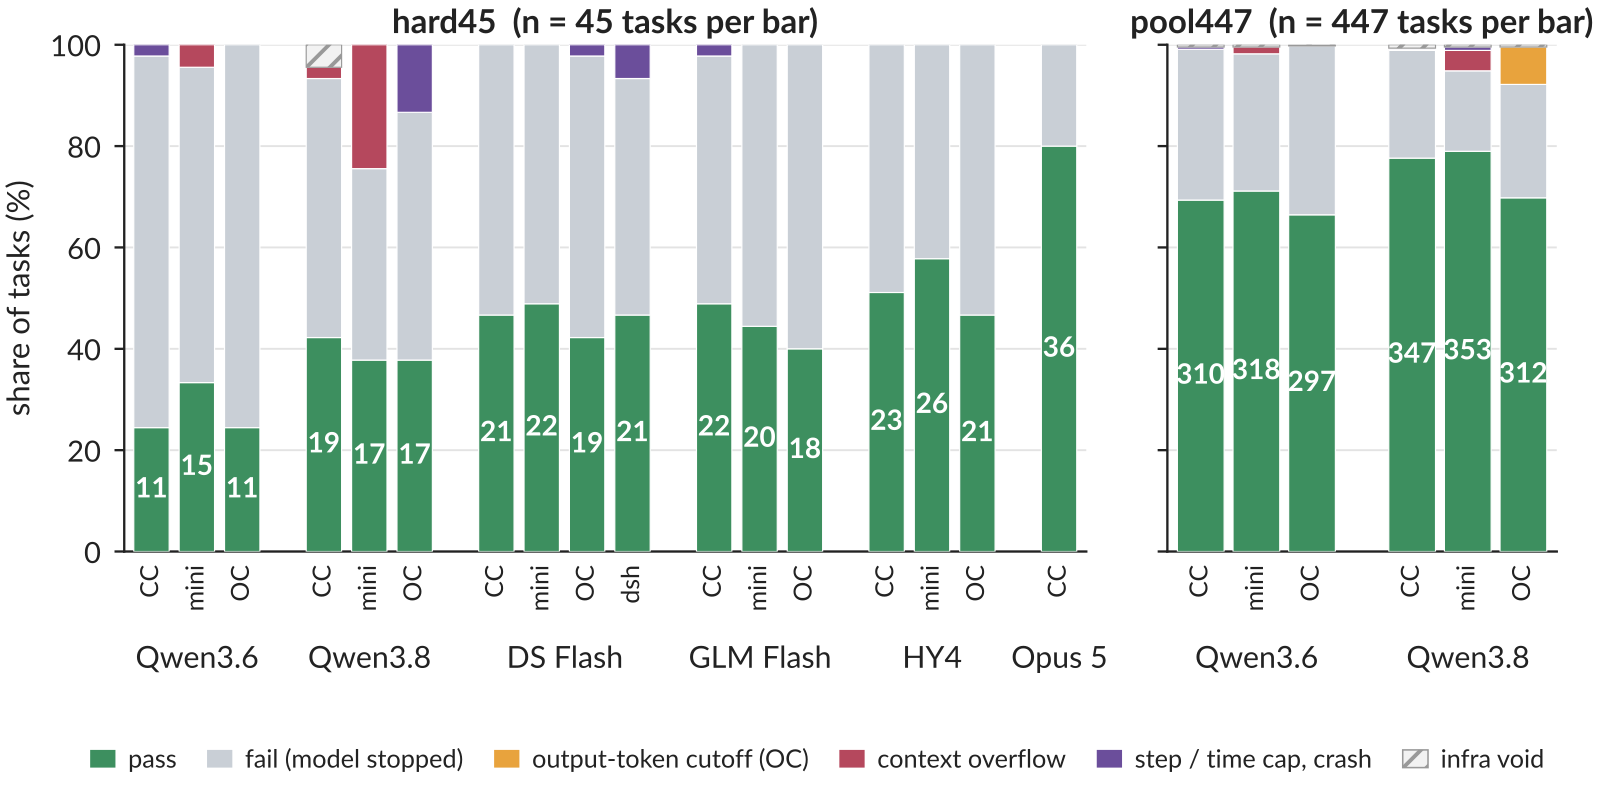 hard45 (n = 45 tasks per bar)
pool447 (n = 447 tasks per bar)
share of tasks (%)
100
80
60
40
20
0
11 15 11 19 17 17 21 22 19 21 22 20 18 23 26 21 36
310 318 297 347 353 312
CC mini OC CC mini OC CC mini OC dsh CC mini OC CC mini OC CC
CC mini OC CC mini OC
Qwen3.6 Qwen3.8 DS Flash GLM Flash HY4 Opus 5
Qwen3.6 Qwen3.8
pass fail (model stopped) output-token cutoff (OC) context overflow step / time cap, crash infra void